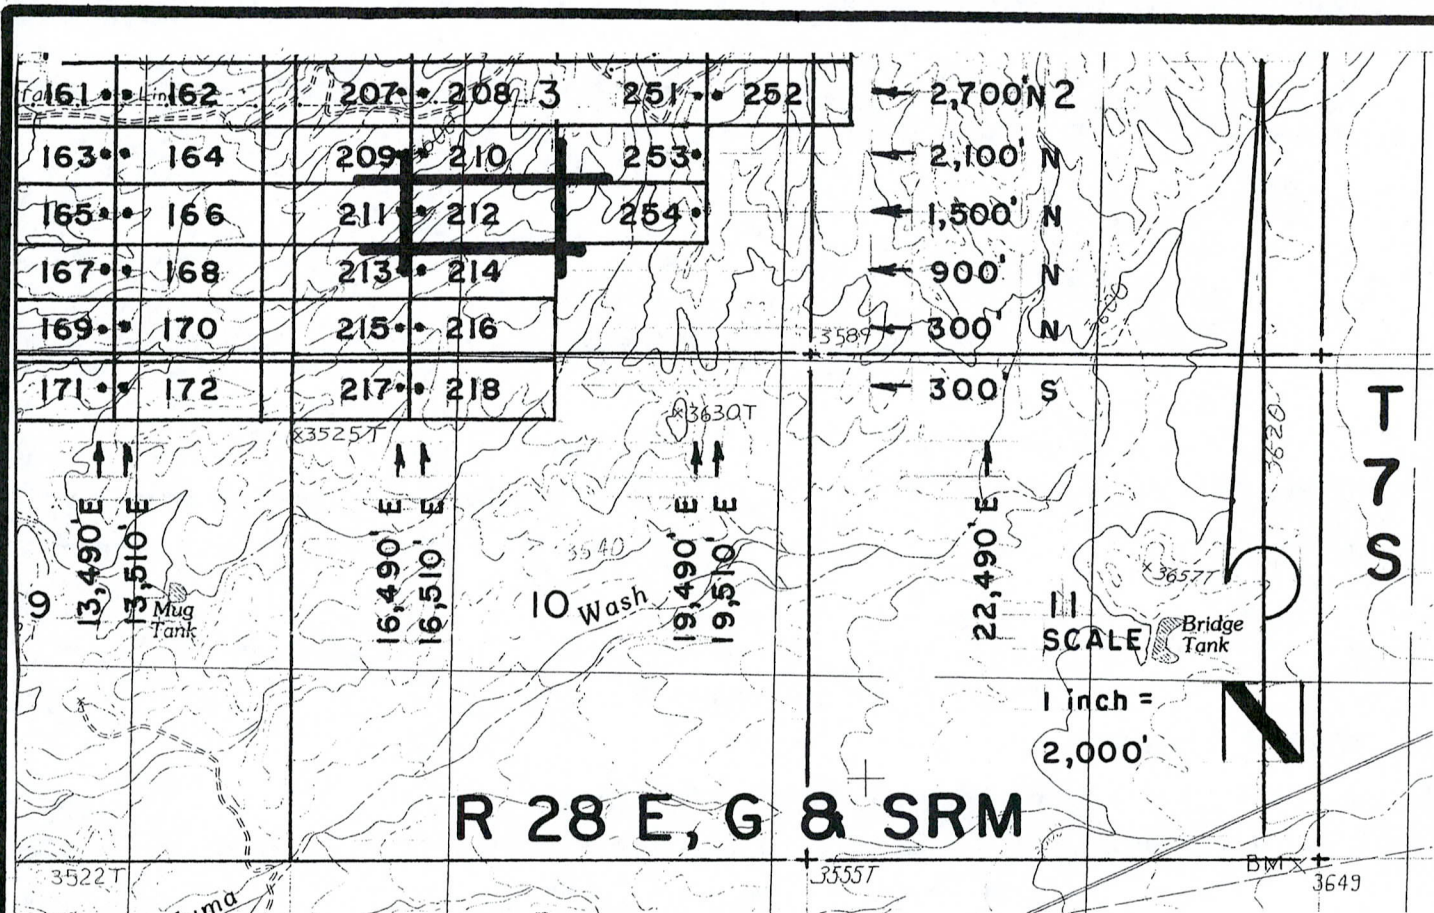 161 162 207 208 3 251 252 2,700' N 2
163 164 209 210 253 2,100' N
165 166 211 212 254 1,500' N
167 168 213 214 900' N
169 170 215 216 3589 300' N
171 172 217 218 300' S
3600
3630T
3525T
3620
T
7
S
13,490' E
13,510' E
16,490' E
16,510' E
19,490' E
19,510' E
22,490' E
3540
3657T
9
Mug
Tank
10
Wash
11
SCALE
Bridge
Tank
1 inch =
2,000'
N
R 28 E, G & SRM
3522T
3555T
BM X
3649